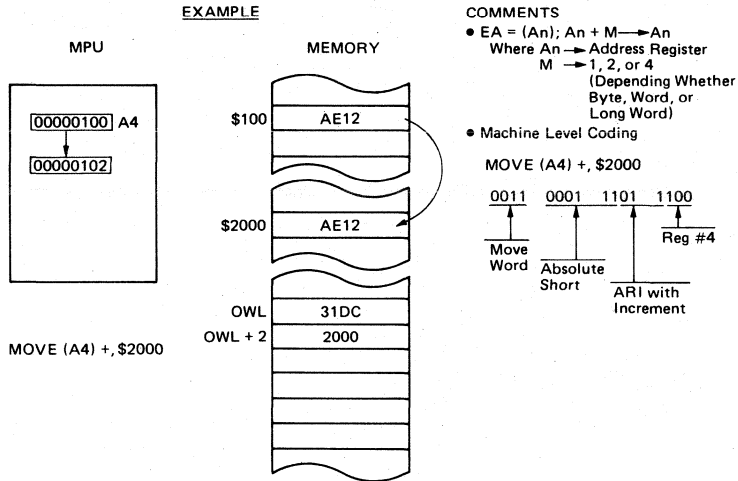 EXAMPLE
MPU
MEMORY
00000100 A4
00000102
$100 AE12
$2000 AE12
OWL 31DC
OWL + 2 2000
MOVE (A4) +, $2000
COMMENTS
• EA = (An); An + M → An
Where An → Address Register
M → 1, 2, or 4
(Depending Whether
Byte, Word, or
Long Word)
• Machine Level Coding
MOVE (A4) +, $2000
0011 0001 1101 1100
Move
Word
Absolute
Short
ARI with
Increment
Reg #4